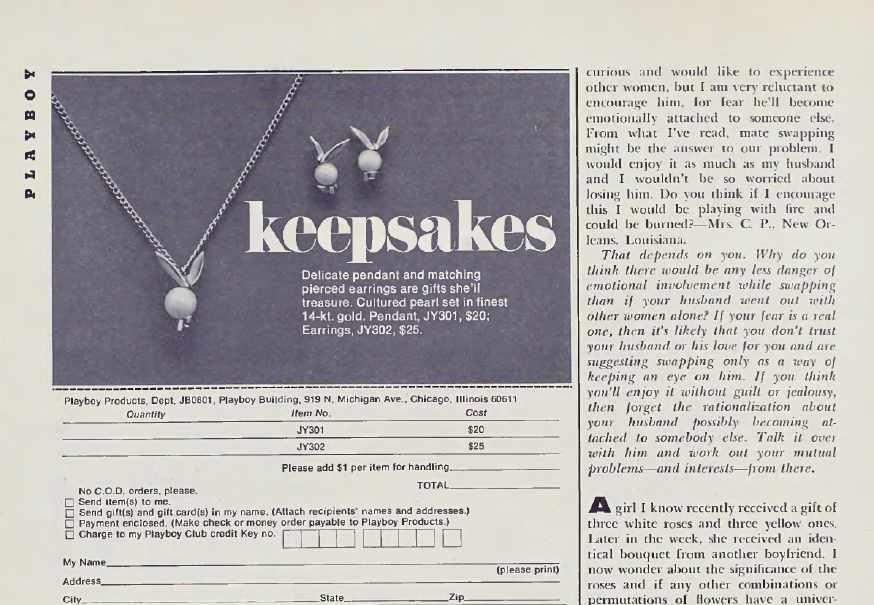 PLAYBOY
keepsakes
Delicate pendant and matching
pierced earrings are gifts she'll
treasure. Cultured pearl set in finest
14-kt. gold. Pendant, JY301, $20;
Earrings, JY302, $25.
Playboy Products, Dept. JB0801, Playboy Building, 919 N. Michigan Ave., Chicago, Illinois 60611
Quantity Item No. Cost
JY301 $20
JY302 $25
Please add $1 per item for handling
TOTAL
No C.O.D. orders, please.
Send item(s) to me.
Send gift(s) and gift card(s) in my name. (Attach recipients' names and addresses.)
Payment enclosed. (Make check or money order payable to Playboy Products.)
Charge to my Playboy Club credit Key no.
My Name
(please print)
Address
City State Zip
curious and would like to experience
other women, but I am very reluctant to
encourage him, for fear he'll become
emotionally attached to someone else.
From what I've read, mate swapping
might be the answer to our problem. I
would enjoy it as much as my husband
and I wouldn't be so worried about
losing him. Do you think if I encourage
this I would be playing with fire and
could be burned?—Mrs. C. P., New Or-
leans, Louisiana.
That depends on you. Why do you
think there would be any less danger of
emotional involvement while swapping
than if your husband went out with
other women alone? If your fear is a real
one, then it's likely that you don't trust
your husband or his love for you and are
suggesting swapping only as a way of
keeping an eye on him. If you think
you'll enjoy it without guilt or jealousy,
then forget the rationalization about
your husband possibly becoming at-
tached to somebody else. Talk it over
with him and work out your mutual
problems—and interests—from there.
A girl I know recently received a gift of
three white roses and three yellow ones.
Later in the week, she received an iden-
tical bouquet from another boyfriend. I
now wonder about the significance of the
roses and if any other combinations or
permutations of flowers have a univer-